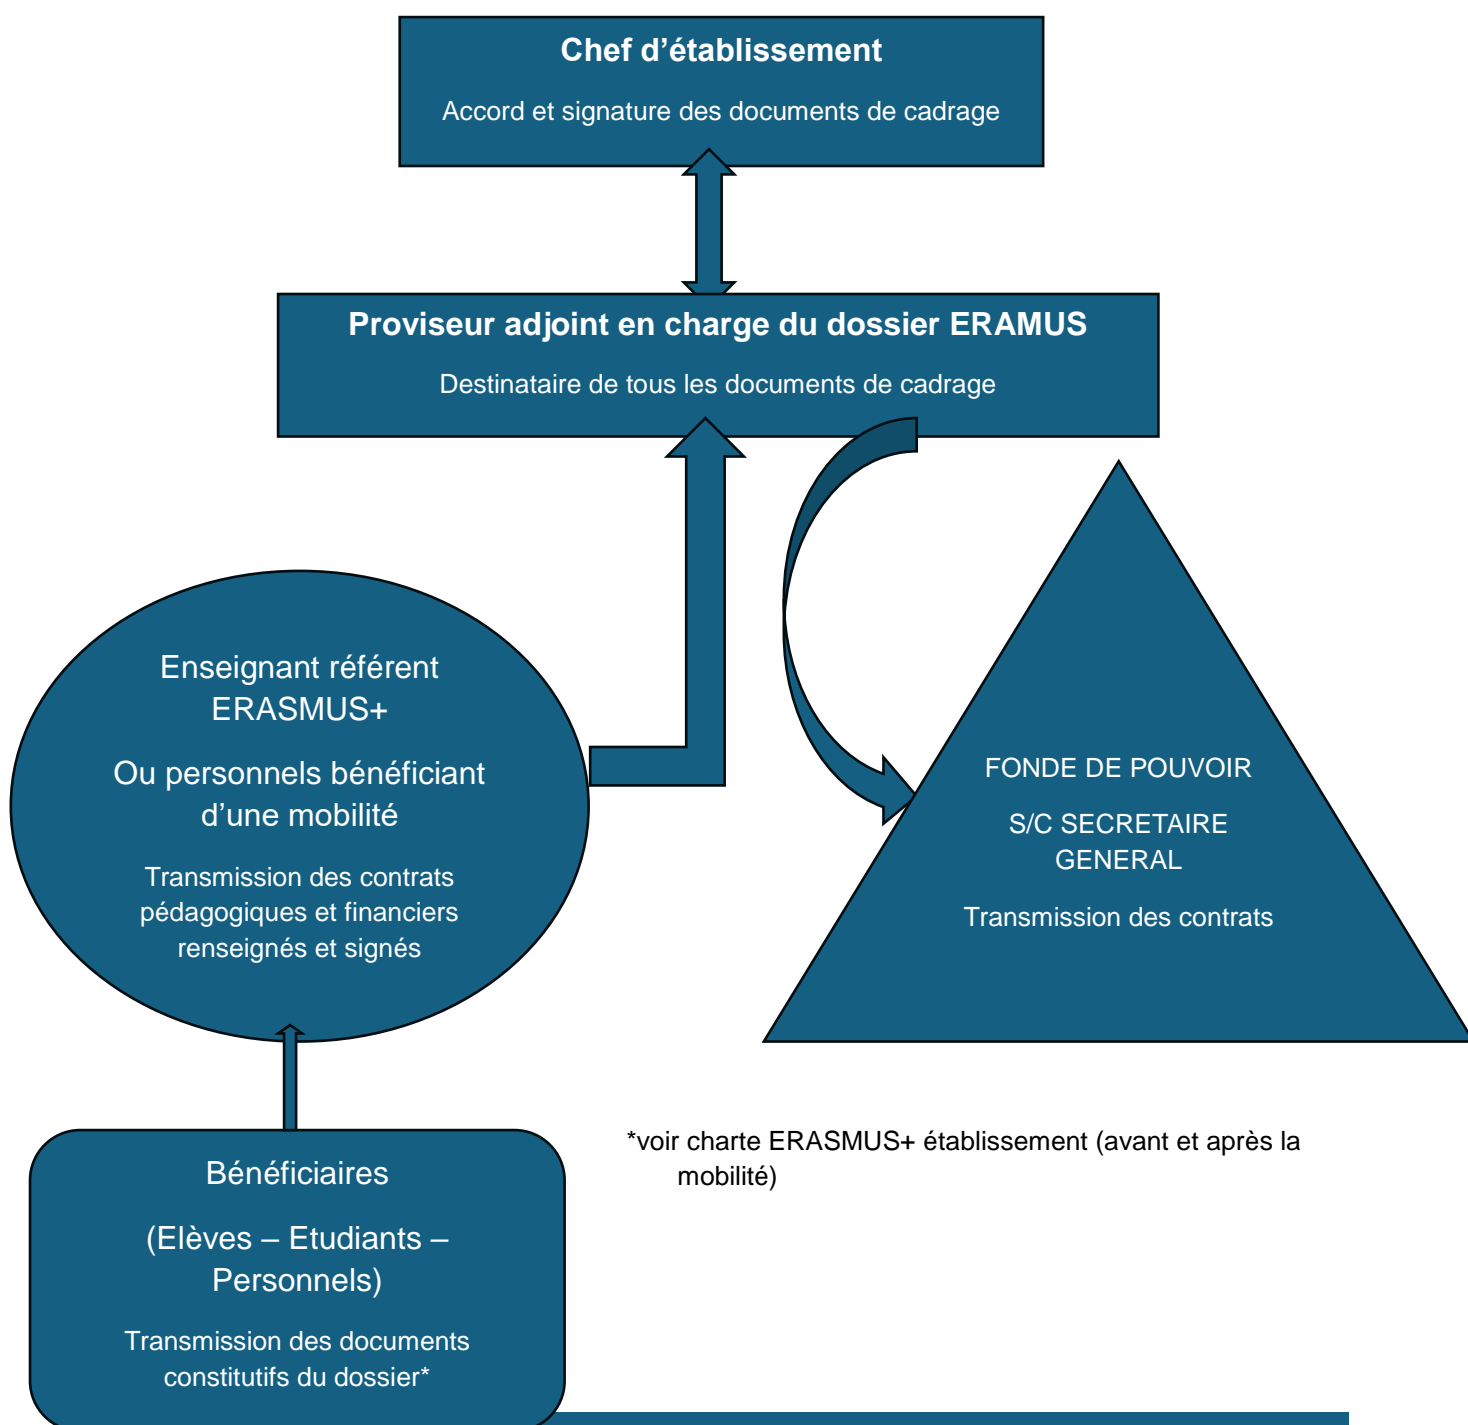 Chef d’établissement
Accord et signature des documents de cadrage
Proviseur adjoint en charge du dossier ERAMUS
Destinataire de tous les documents de cadrage
Enseignant référent
ERASMUS+
Ou personnels bénéficiant
d’une mobilité
Transmission des contrats
pédagogiques et financiers
renseignés et signés
FONDE DE POUVOIR
S/C SECRETAIRE
GENERAL
Transmission des contrats
Bénéficiaires
(Elèves – Etudiants –
Personnels)
Transmission des documents
constitutifs du dossier*
*voir charte ERASMUS+ établissement (avant et après la
mobilité)